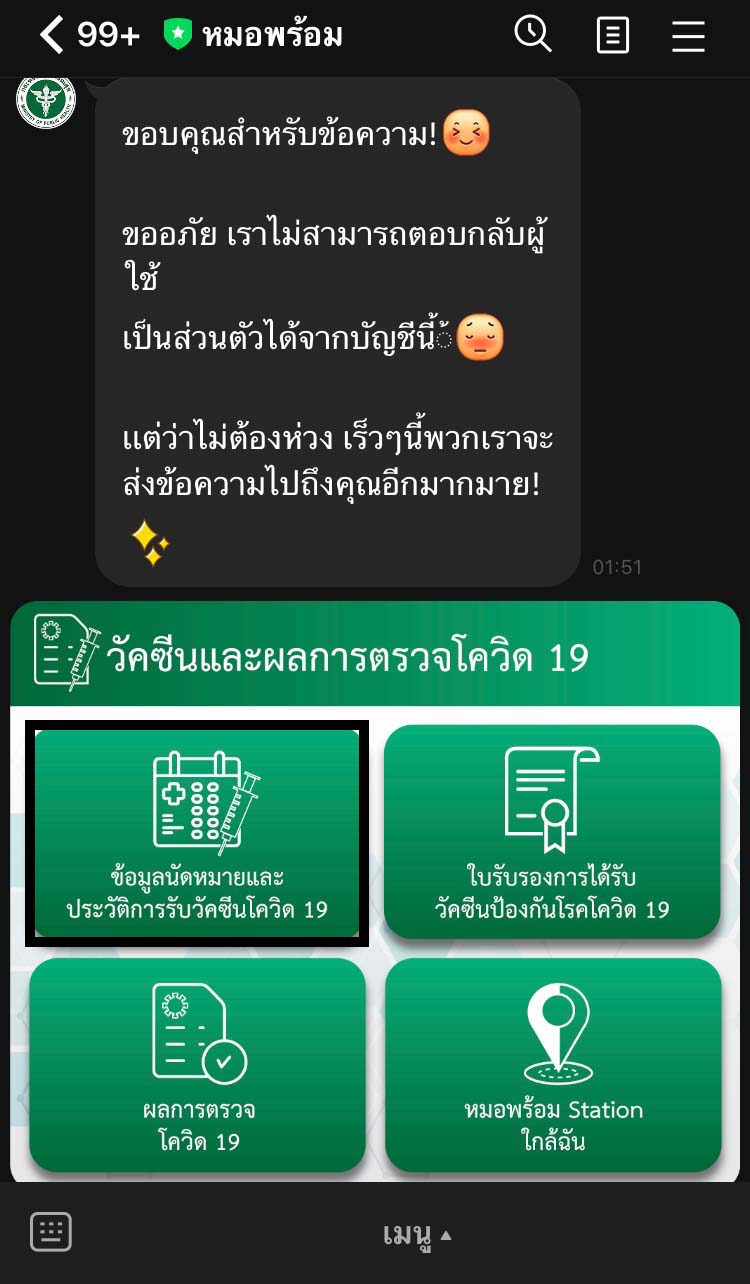 99+ หมอพร้อม
ขอบคุณสำหรับข้อความ!
ขออภัย เราไม่สามารถตอบกลับผู้
ใช้
เป็นส่วนตัวได้จากบัญชีนี้้
แต่ว่าไม่ต้องห่วง เร็วๆนี้พวกเราจะ
ส่งข้อความไปถึงคุณอีกมากมาย!
01:51
วัคซีนและผลการตรวจโควิด 19
ข้อมูลนัดหมายและ
ประวัติการรับวัคซีนโควิด 19
ใบรับรองการได้รับ
วัคซีนป้องกันโรคโควิด 19
ผลการตรวจ
โควิด 19
หมอพร้อม Station
ใกล้ฉัน
เมนู